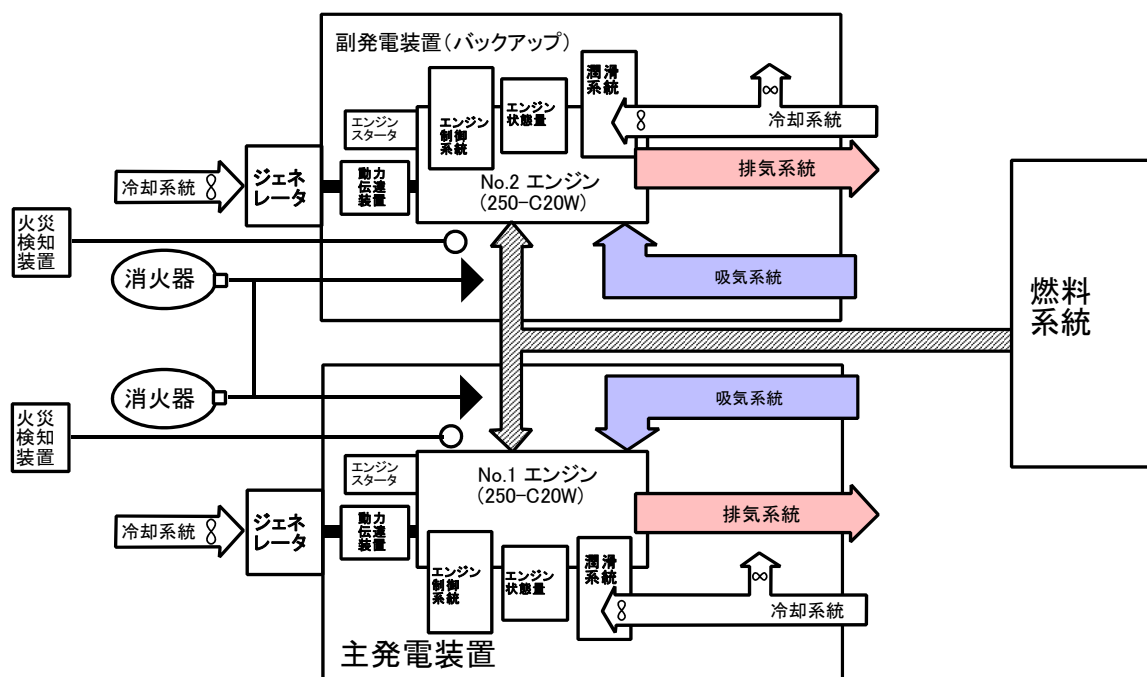 副発電装置(バックアップ)
潤滑
系統
エンジン
制御
系統
エンジン
状態量
エンジン
スタータ
冷却系統
排気系統
冷却系統
ジェネ
レータ
動力
伝達
装置
No.2 エンジン
(250-C20W)
火災
検知
装置
消火器
吸気系統
燃料
系統
消火器
吸気系統
火災
検知
装置
エンジン
スタータ
No.1 エンジン
(250-C20W)
冷却系統
ジェネ
レータ
動力
伝達
装置
排気系統
エンジン
制御
系統
エンジン
状態量
潤滑
系統
冷却系統
主発電装置